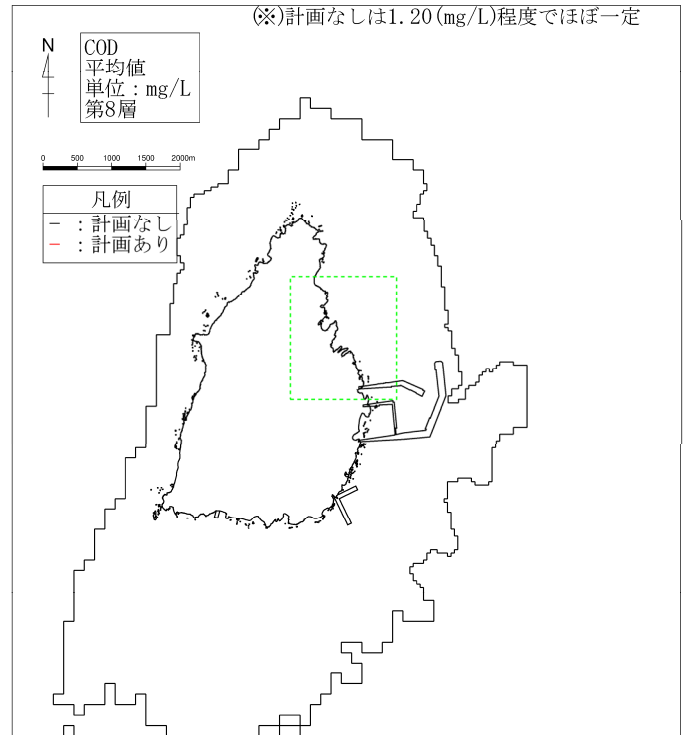 (※)計画なしは1.20(mg/L)程度でほぼ一定
N
COD
平均値
単位：mg/L
第8層
0 500 1000 1500 2000m
凡例
− ：計画なし
− ：計画あり